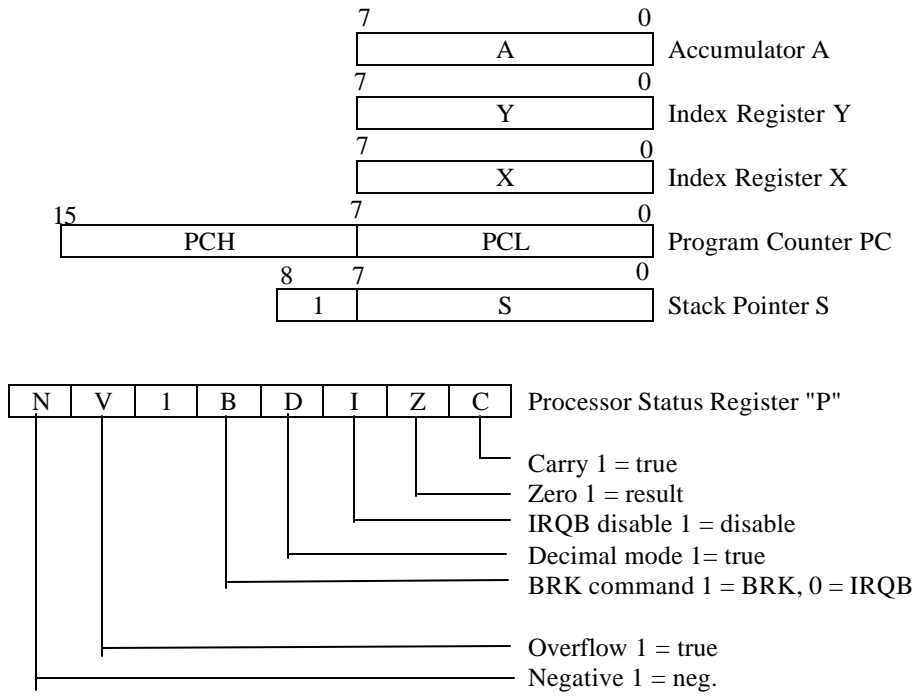 7 0
A Accumulator A
7 0
Y Index Register Y
7 0
X Index Register X
15 7 0
PCH PCL Program Counter PC
8 7 0
1 S Stack Pointer S
N V 1 B D I Z C Processor Status Register "P"
Carry 1 = true
Zero 1 = result
IRQB disable 1 = disable
Decimal mode 1= true
BRK command 1 = BRK, 0 = IRQB
Overflow 1 = true
Negative 1 = neg.